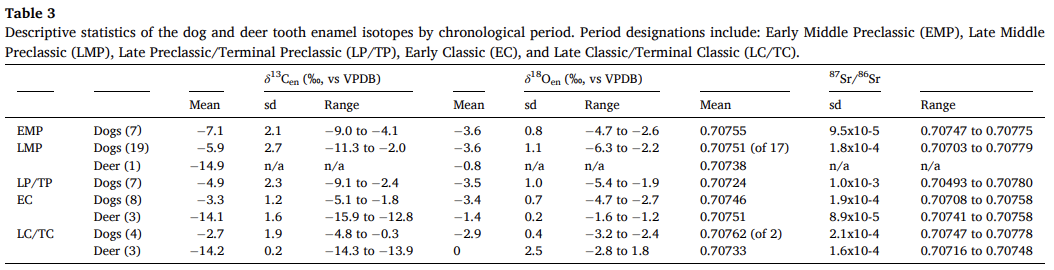 Table 3
Descriptive statistics of the dog and deer tooth enamel isotopes by chronological period. Period designations include: Early Middle Preclassic (EMP), Late Middle
Preclassic (LMP), Late Preclassic/Terminal Preclassic (LP/TP), Early Classic (EC), and Late Classic/Terminal Classic (LC/TC).
δ¹³Cen (‰, vs VPDB) δ¹⁸Oen (‰, vs VPDB) ⁸⁷Sr/⁸⁶Sr
Mean sd Range Mean sd Range Mean sd Range
EMP Dogs (7) −7.1 2.1 −9.0 to −4.1 −3.6 0.8 −4.7 to −2.6 0.70755 9.5x10-5 0.70747 to 0.70775
LMP Dogs (19) −5.9 2.7 −11.3 to −2.0 −3.6 1.1 −6.3 to −2.2 0.70751 (of 17) 1.8x10-4 0.70703 to 0.70779
Deer (1) −14.9 n/a n/a −0.8 n/a n/a 0.70738 n/a n/a
LP/TP Dogs (7) −4.9 2.3 −9.1 to −2.4 −3.5 1.0 −5.4 to −1.9 0.70724 1.0x10-3 0.70493 to 0.70780
EC Dogs (8) −3.3 1.2 −5.1 to −1.8 −3.4 0.7 −4.7 to −2.7 0.70746 1.9x10-4 0.70708 to 0.70758
Deer (3) −14.1 1.6 −15.9 to −12.8 −1.4 0.2 −1.6 to −1.2 0.70751 8.9x10-5 0.70741 to 0.70758
LC/TC Dogs (4) −2.7 1.9 −4.8 to −0.3 −2.9 0.4 −3.2 to −2.4 0.70762 (of 2) 2.1x10-4 0.70747 to 0.70778
Deer (3) −14.2 0.2 −14.3 to −13.9 0 2.5 −2.8 to 1.8 0.70733 1.6x10-4 0.70716 to 0.70748